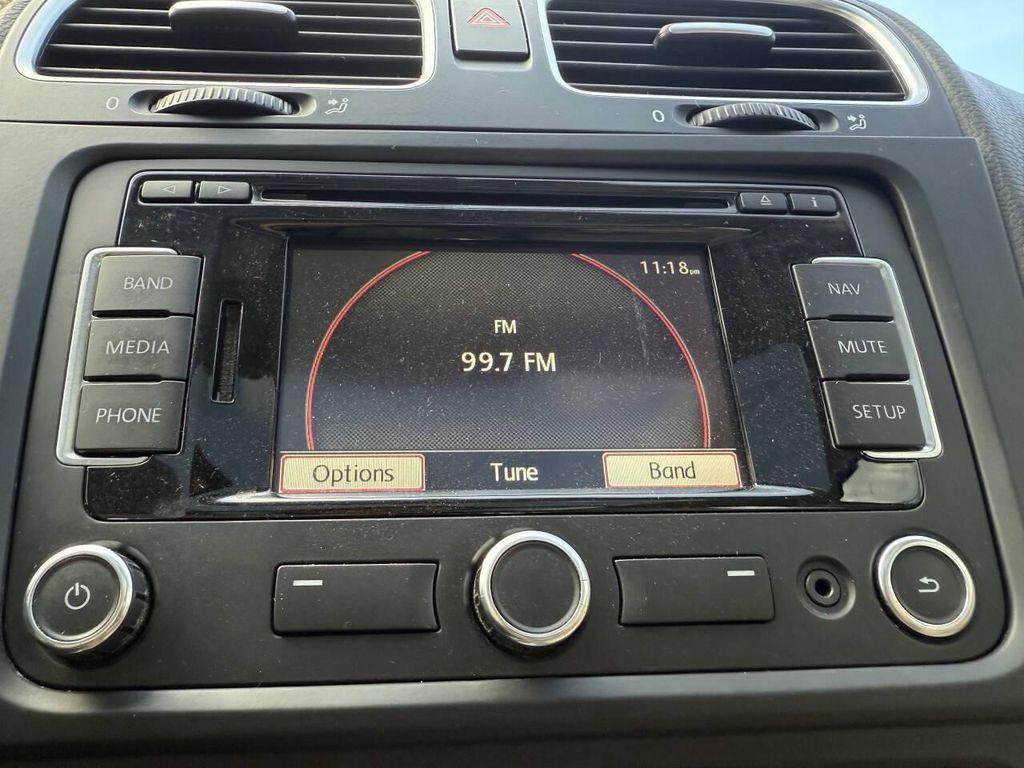 0
0
i
BAND
MEDIA
PHONE
11:18pm
FM
99.7 FM
Options
Tune
Band
NAV
MUTE
SETUP